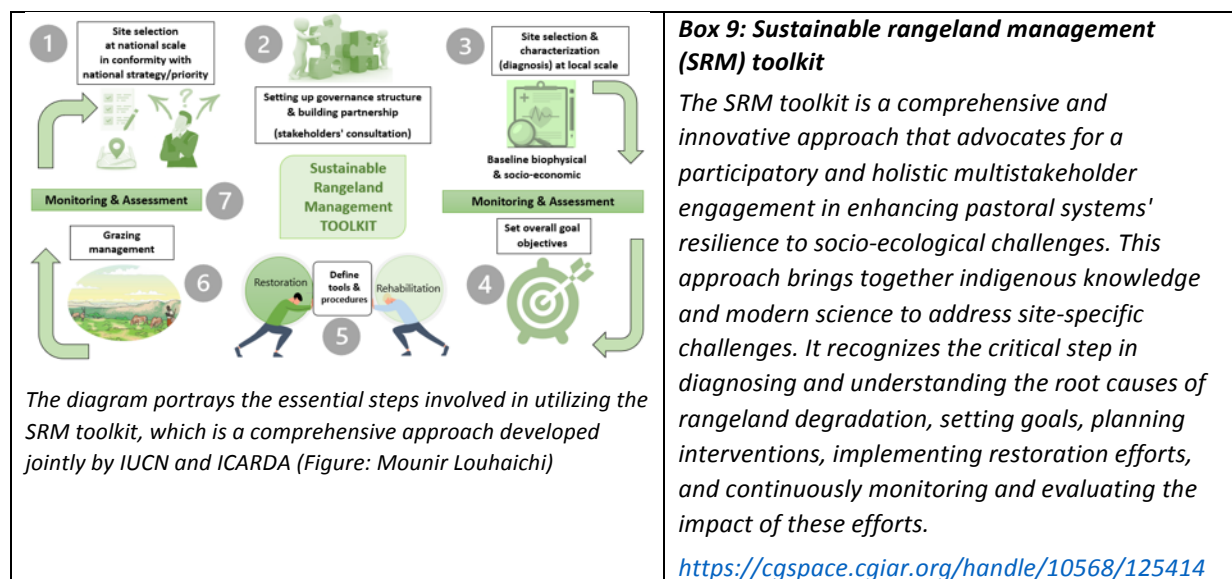 1
Site selection
at national scale
in conformity with
national strategy/priority
2
Setting up governance structure
& building partnership
(stakeholders' consultation)
3
Site selection &
characterization
(diagnosis) at local scale
Baseline biophysical
& socio-economic
Sustainable
Rangeland
Management
TOOLKIT
Monitoring & Assessment
7
Monitoring & Assessment
Set overall goal
objectives
4
Restoration
Define
tools &
procedures
Rehabilitation
5
Grazing
management
6
The diagram portrays the essential steps involved in utilizing the
SRM toolkit, which is a comprehensive approach developed
jointly by IUCN and ICARDA (Figure: Mounir Louhaichi)
Box 9: Sustainable rangeland management
(SRM) toolkit
The SRM toolkit is a comprehensive and
innovative approach that advocates for a
participatory and holistic multistakeholder
engagement in enhancing pastoral systems'
resilience to socio-ecological challenges. This
approach brings together indigenous knowledge
and modern science to address site-specific
challenges. It recognizes the critical step in
diagnosing and understanding the root causes of
rangeland degradation, setting goals, planning
interventions, implementing restoration efforts,
and continuously monitoring and evaluating the
impact of these efforts.
https://cgspace.cgiar.org/handle/10568/125414